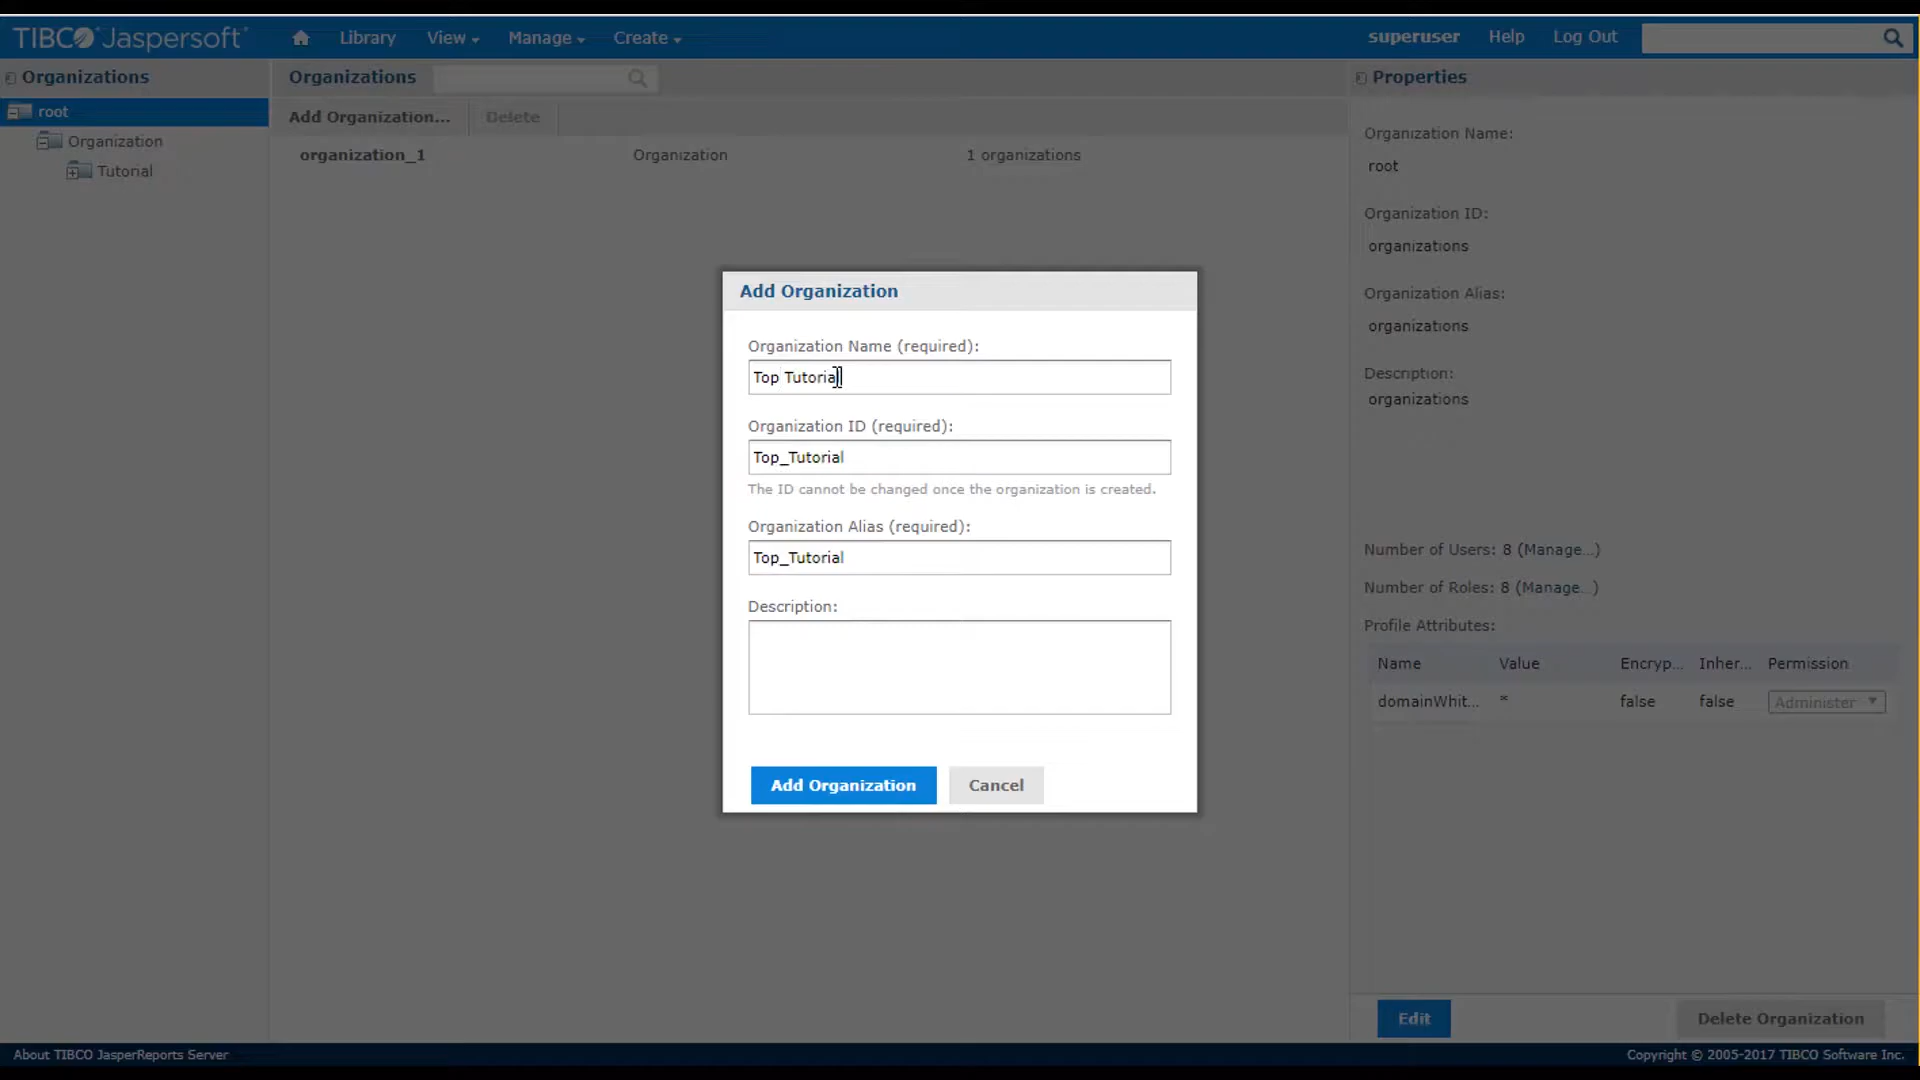 TIBCO Jaspersoft
Library
View
Manage
Create
superuser
Help
Log Out
Organizations
root
Organization
Tutorial
Organizations
Add Organization...
Delete
organization_1
Organization
1 organizations
Add Organization
Organization Name (required):
Top Tutorial
Organization ID (required):
Top_Tutorial
The ID cannot be changed once the organization is created.
Organization Alias (required):
Top_Tutorial
Description:
Add Organization
Cancel
Properties
Organization Name:
root
Organization ID:
organizations
Organization Alias:
organizations
Description:
organizations
Number of Users: 8 (Manage...)
Number of Roles: 8 (Manage...)
Profile Attributes:
Name Value Encryp... Inher... Permission
domainWhit... * false false Administer
Edit
Delete Organization
About TIBCO JasperReports Server
Copyright © 2005-2017 TIBCO Software Inc.